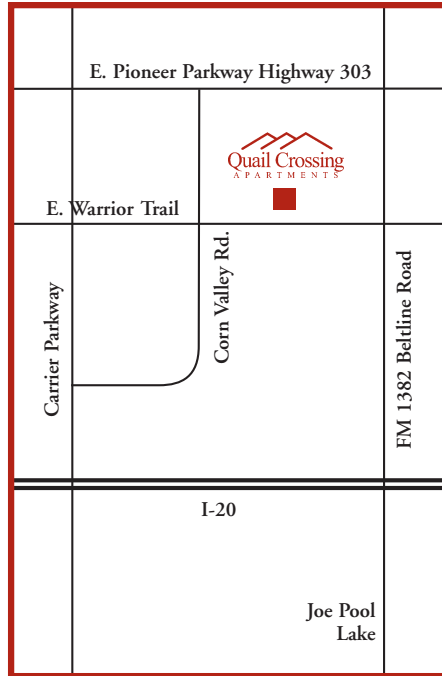 E. Pioneer Parkway Highway 303
Quail Crossing
APARTMENTS
E. Warrior Trail
Corn Valley Rd.
Carrier Parkway
FM 1382 Beltline Road
I-20
Joe Pool
Lake